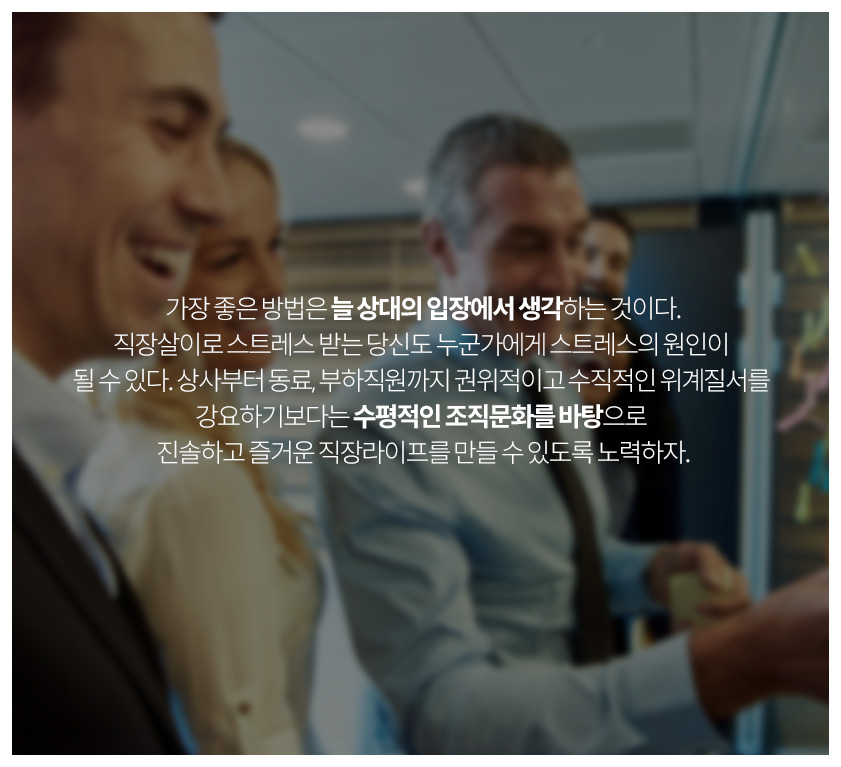 가장 좋은 방법은 늘 상대의 입장에서 생각하는 것이다.
직장살이로 스트레스 받는 당신도 누군가에게 스트레스의 원인이
될 수 있다. 상사부터 동료, 부하직원까지 권위적이고 수직적인 위계질서를
강요하기보다는 수평적인 조직문화를 바탕으로
진솔하고 즐거운 직장라이프를 만들 수 있도록 노력하자.